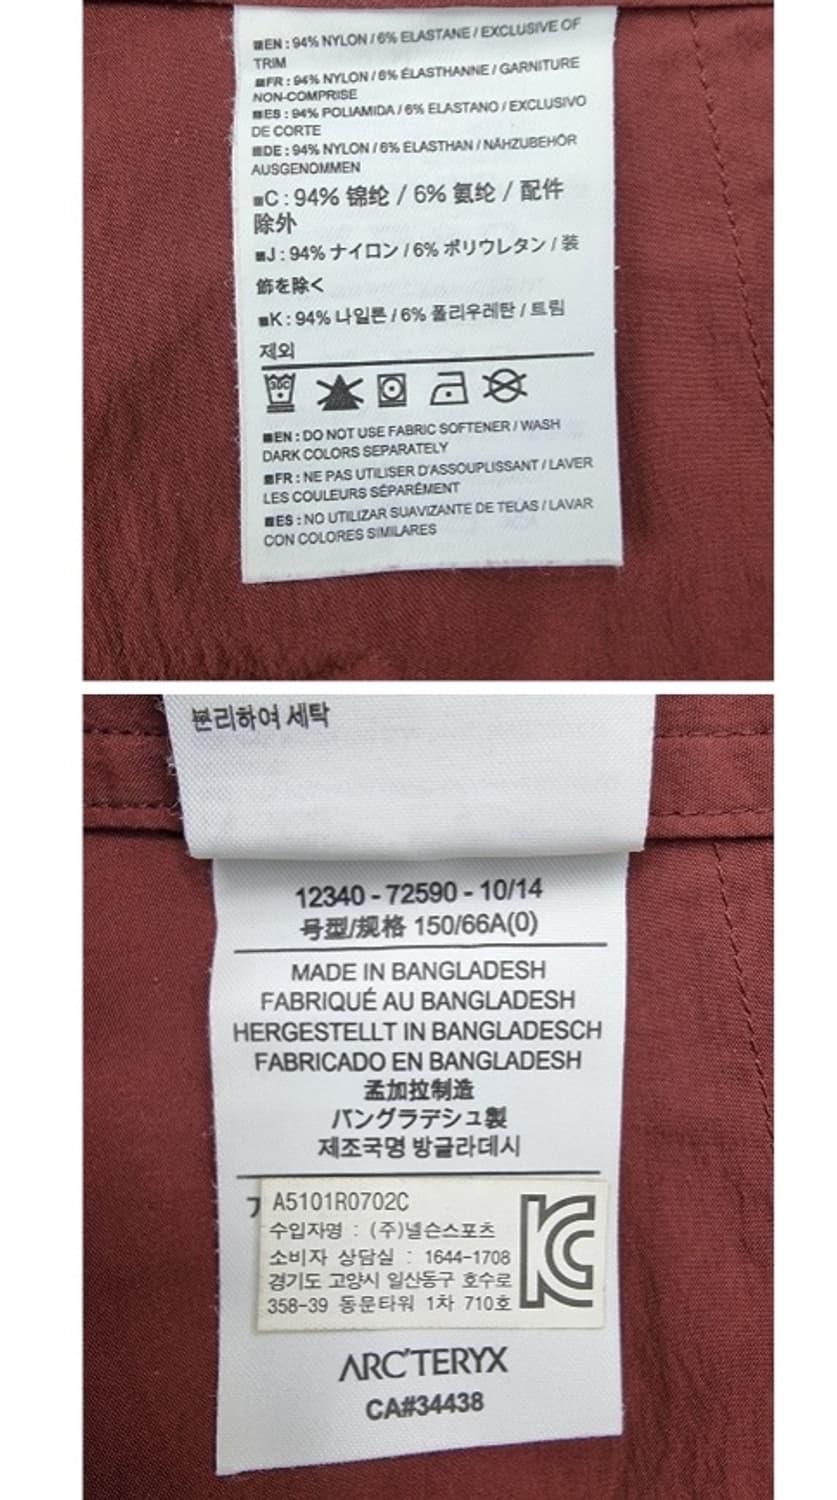 ■EN : 94% NYLON / 6% ELASTANE / EXCLUSIVE OF
TRIM
■FR : 94% NYLON / 6% ÉLASTHANNE / GARNITURE
NON-COMPRISE
■ES : 94% POLIAMIDA / 6% ELASTANO / EXCLUSIVO
DE CORTE
■DE : 94% NYLON / 6% ELASTHAN / NÄHZUBEHÖR
AUSGENOMMEN
■C : 94% 锦纶 / 6% 氨纶 / 配件
除外
■J : 94% ナイロン / 6% ポリウレタン / 装
飾を除く
■K : 94% 나일론 / 6% 폴리우레탄 / 트림
제외
30C
■EN : DO NOT USE FABRIC SOFTENER / WASH
DARK COLORS SEPARATELY
■FR : NE PAS UTILISER D'ASSOUPLISSANT / LAVER
LES COULEURS SÉPARÉMENT
■ES : NO UTILIZAR SUAVIZANTE DE TELAS / LAVAR
CON COLORES SIMILARES
분리하여 세탁
12340 - 72590 - 10/14
号型/规格 150/66A(0)
MADE IN BANGLADESH
FABRIQUÉ AU BANGLADESH
HERGESTELLT IN BANGLADESCH
FABRICADO EN BANGLADESH
孟加拉制造
バングラデシュ製
제조국명 방글라데시
A5101R0702C
수입자명 : (주)넬슨스포츠
소비자 상담실 : 1644-1708
경기도 고양시 일산동구 호수로
358-39 동문타워 1차 710호
KC
ARC'TERYX
CA#34438